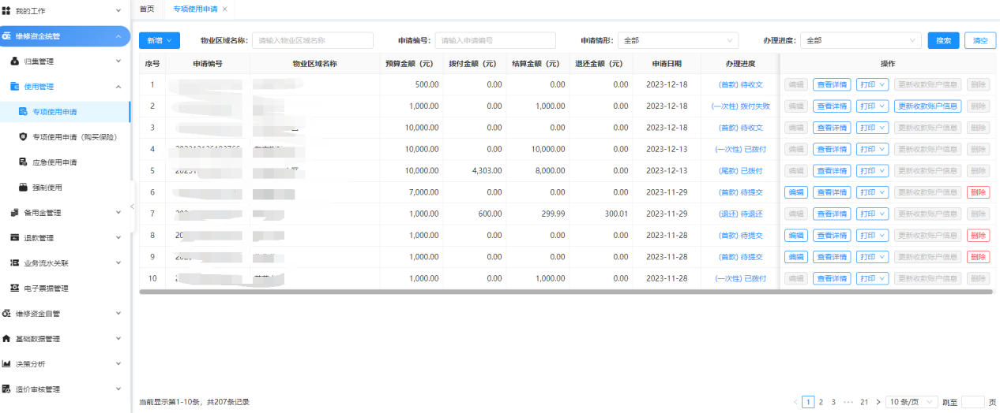 我的工作
首页 专项使用申请
维修资金统管
新增 物业区域名称: 请输入物业区域名称 申请编号: 请输入申请编号 申请情形: 全部 办理进度: 全部 搜索 清空
归集管理
序号 申请编号 物业区域名称 预算金额（元） 拨付金额（元） 结算金额（元） 退还金额（元） 申请日期 办理进度 操作
使用管理
1 500.00 0.00 0.00 0.00 2023-12-18 (首款) 待收文 编辑 查看详情 打印 更新收款账户信息 删除
专项使用申请
2 1,000.00 0.00 1,000.00 0.00 2023-12-18 (一次性) 拨付失败 编辑 查看详情 打印 更新收款账户信息 删除
专项使用申请（购买保险）
3 10,000.00 0.00 0.00 0.00 2023-12-18 (首款) 待收文 编辑 查看详情 打印 更新收款账户信息 删除
4 10,000.00 0.00 10,000.00 0.00 2023-12-13 (一次性) 已拨付 编辑 查看详情 打印 更新收款账户信息 删除
应急使用申请
5 10,000.00 4,303.00 8,000.00 0.00 2023-12-13 (尾款) 已拨付 编辑 查看详情 打印 更新收款账户信息 删除
强制使用
6 7,000.00 0.00 0.00 0.00 2023-11-29 (首款) 待提交 编辑 查看详情 打印 更新收款账户信息 删除
备用金管理
7 1,000.00 600.00 299.99 300.01 2023-11-29 (退还) 待退还 编辑 查看详情 打印 更新收款账户信息 删除
退款管理
8 1,000.00 0.00 0.00 0.00 2023-11-28 (首款) 待提交 编辑 查看详情 打印 更新收款账户信息 删除
业务流水关联
9 1,000.00 0.00 0.00 0.00 2023-11-28 (首款) 待提交 编辑 查看详情 打印 更新收款账户信息 删除
10 1,000.00 0.00 1,000.00 0.00 2023-11-28 (一次性) 已拨付 编辑 查看详情 打印 更新收款账户信息 删除
电子票据管理
维修资金自管
基础数据管理
决策分析
造价审核管理
当前显示第1-10条，共207条记录 1 2 3 ••• 21 10 条/页 跳至 页